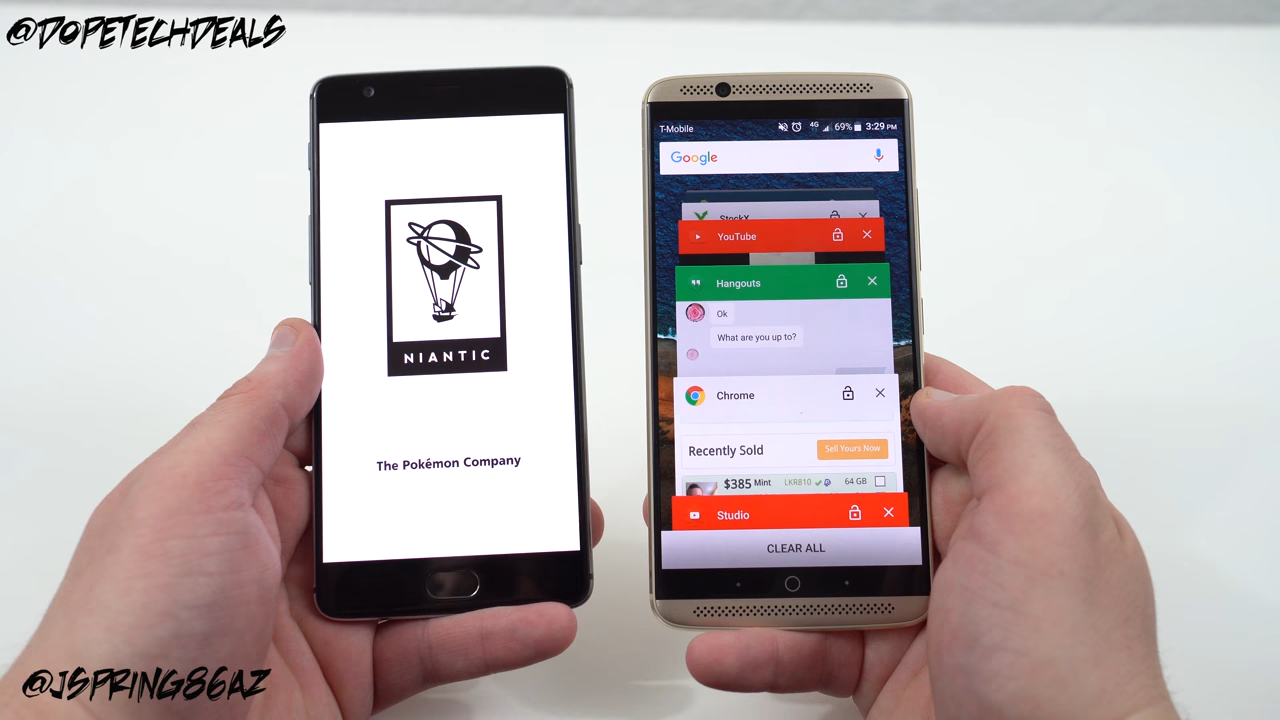 @DOPETECHDEALS
NIANTIC
The Pokémon Company
T-Mobile 4G 69% 3:29 PM
Google
StockX
YouTube
Hangouts
Ok
What are you up to?
Chrome
Recently Sold Sell Yours Now
$385 Mint LKR810 64 GB
Studio
CLEAR ALL
@JSPRING86AZ